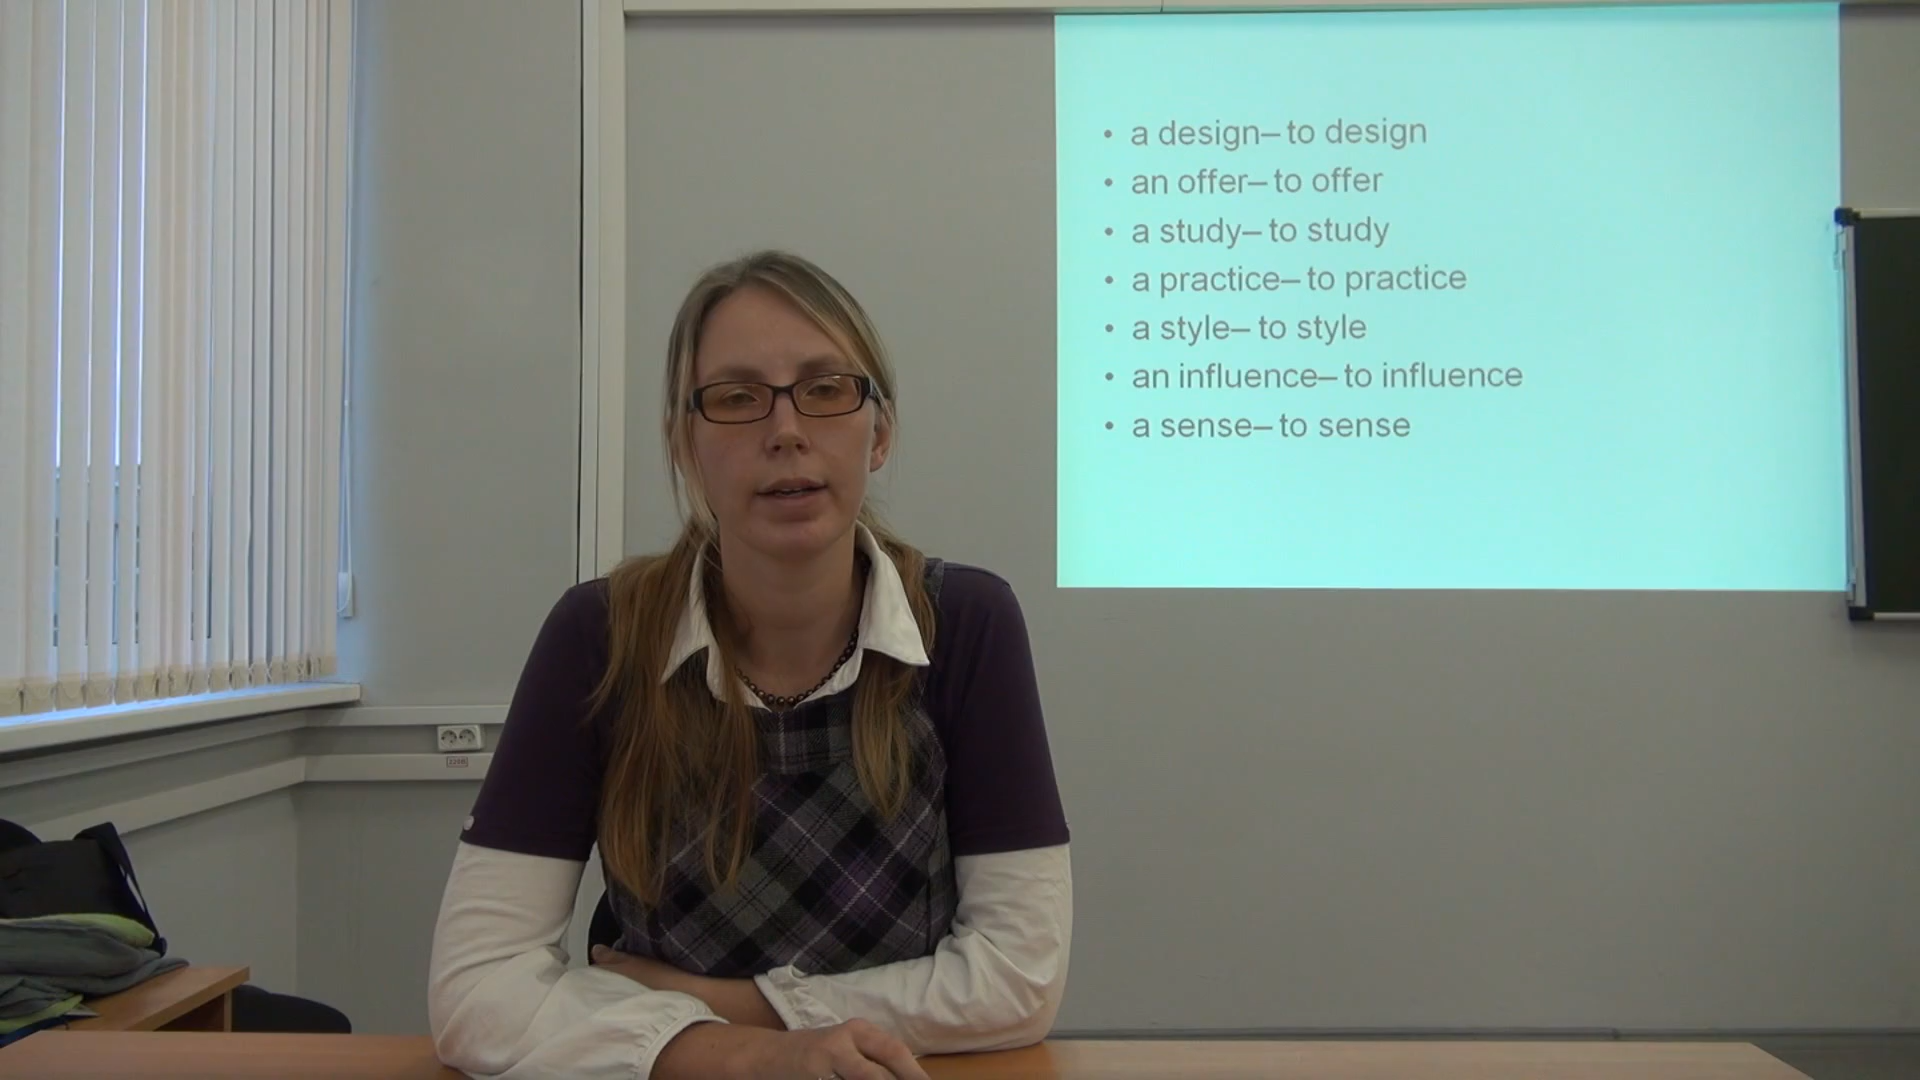 • a design– to design
• an offer– to offer
• a study– to study
• a practice– to practice
• a style– to style
• an influence– to influence
• a sense– to sense